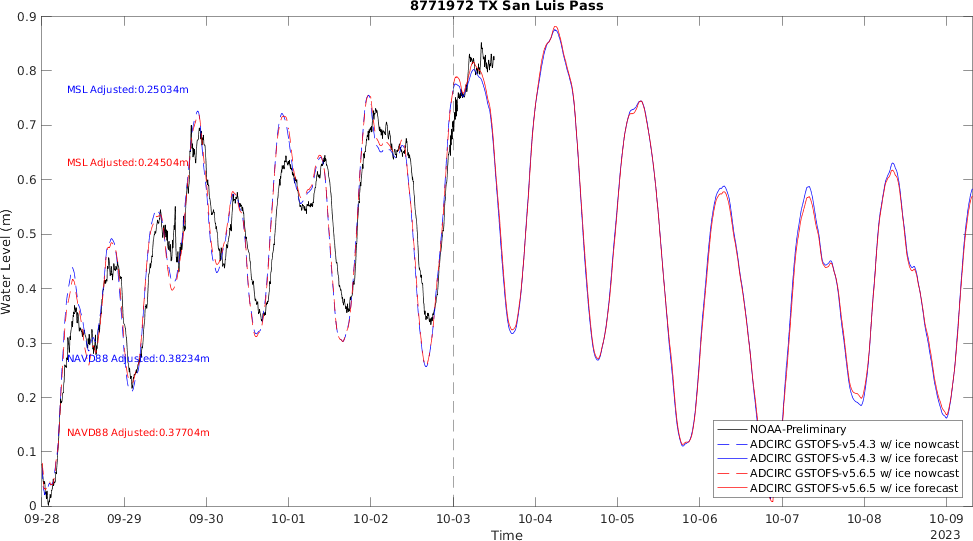 8771972 TX San Luis Pass
Water Level (m)
0.9
0.8
0.7
0.6
0.5
0.4
0.3
0.2
0.1
0
MSL Adjusted:0.25034m
MSL Adjusted:0.24504m
NAVD88 Adjusted:0.38234m
NAVD88 Adjusted:0.37704m
NOAA-Preliminary
ADCIRC GSTOFS-v5.4.3 w/ ice nowcast
ADCIRC GSTOFS-v5.4.3 w/ ice forecast
ADCIRC GSTOFS-v5.6.5 w/ ice nowcast
ADCIRC GSTOFS-v5.6.5 w/ ice forecast
09-28 09-29 09-30 10-01 10-02 10-03 10-04 10-05 10-06 10-07 10-08 10-09
2023
Time